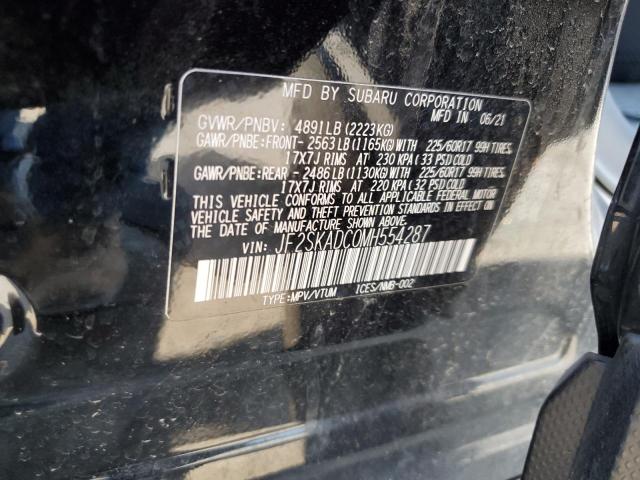 MFD BY SUBARU CORPORATION
MFD. IN 06/21
GVWR/PNBV: 4891LB(2223KG)
GAWR/PNBE:FRONT- 2563LB(1165KG)WITH 225/60R17 99H TIRES,
17X7J RIMS AT 230 KPA(33 PSI)COLD
GAWR/PNBE:REAR - 2486LB(1130KG)WITH 225/60R17 99H TIRES,
17X7J RIMS AT 220 KPA(32 PSI)COLD
THIS VEHICLE CONFORMS TO ALL APPLICABLE FEDERAL MOTOR
VEHICLE SAFETY AND THEFT PREVENTION STANDARDS IN EFFECT
ON THE DATE OF MANUFACTURE SHOWN ABOVE.
VIN: JF2SKADC0MH554287
TYPE:MPV/VTUM ICES/NMB-002